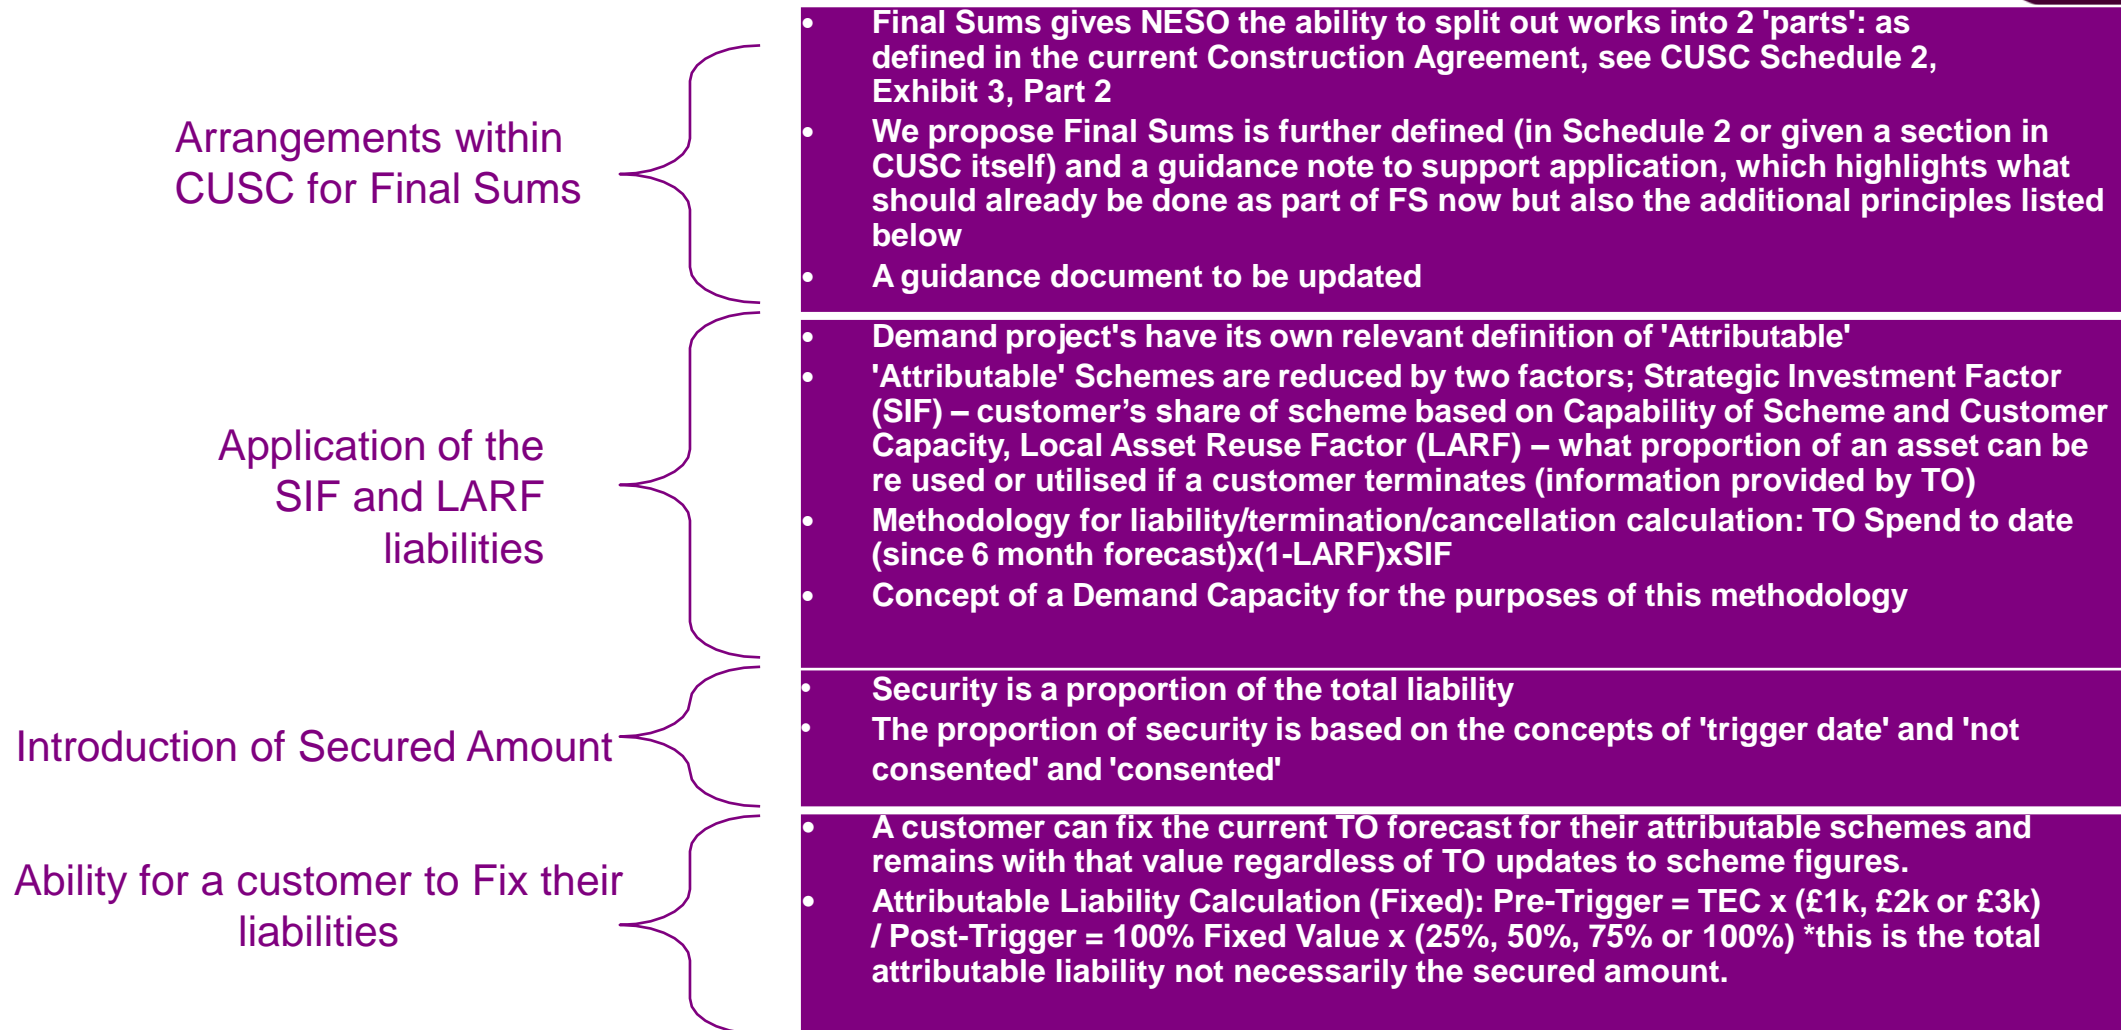 Arrangements within
CUSC for Final Sums
• Final Sums gives NESO the ability to split out works into 2 'parts': as
defined in the current Construction Agreement, see CUSC Schedule 2,
Exhibit 3, Part 2
• We propose Final Sums is further defined (in Schedule 2 or given a section in
CUSC itself) and a guidance note to support application, which highlights what
should already be done as part of FS now but also the additional principles listed
below
• A guidance document to be updated
Application of the
SIF and LARF
liabilities
• Demand project's have its own relevant definition of 'Attributable'
• 'Attributable' Schemes are reduced by two factors; Strategic Investment Factor
(SIF) – customer’s share of scheme based on Capability of Scheme and Customer
Capacity, Local Asset Reuse Factor (LARF) – what proportion of an asset can be
re used or utilised if a customer terminates (information provided by TO)
• Methodology for liability/termination/cancellation calculation: TO Spend to date
(since 6 month forecast)x(1-LARF)xSIF
• Concept of a Demand Capacity for the purposes of this methodology
Introduction of Secured Amount
• Security is a proportion of the total liability
• The proportion of security is based on the concepts of 'trigger date' and 'not
consented' and 'consented'
Ability for a customer to Fix their
liabilities
• A customer can fix the current TO forecast for their attributable schemes and
remains with that value regardless of TO updates to scheme figures.
• Attributable Liability Calculation (Fixed): Pre-Trigger = TEC x (£1k, £2k or £3k)
/ Post-Trigger = 100% Fixed Value x (25%, 50%, 75% or 100%) *this is the total
attributable liability not necessarily the secured amount.